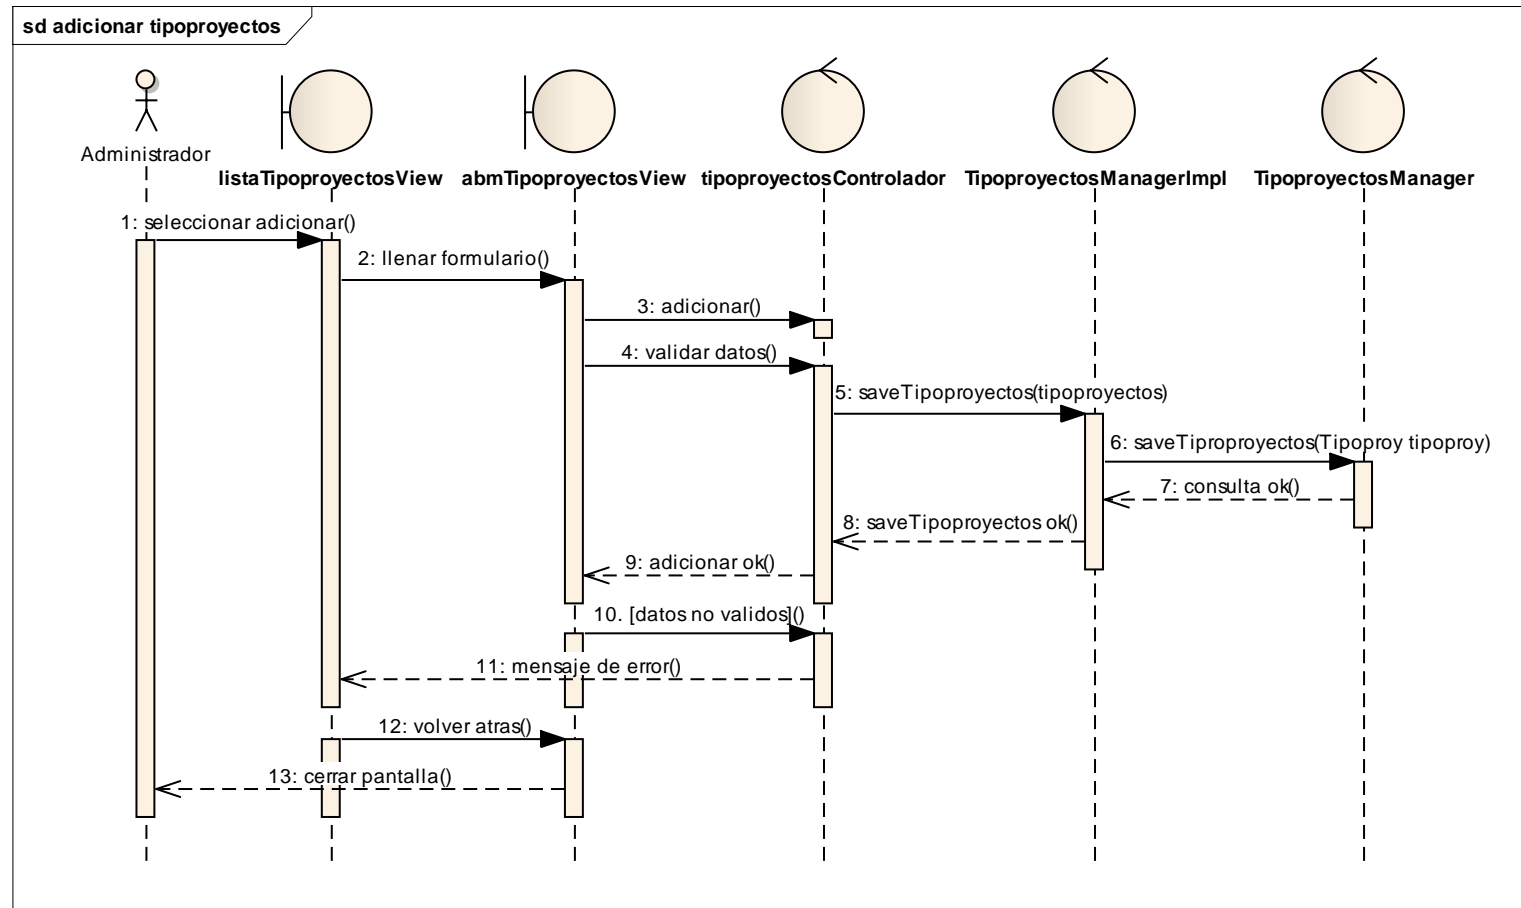 sd adicionar tipoproyectos
Administrador
listaTipoproyectosView
abmTipoproyectosView
tipoproyectosControlador
TipoproyectosManagerImpl
TipoproyectosManager
1: seleccionar adicionar()
2: llenar formulario()
3: adicionar()
4: validar datos()
5: saveTipoproyectos(tipoproyectos)
6: saveTiproproyectos(Tipoproy tipoproy)
7: consulta ok()
8: saveTipoproyectos ok()
9: adicionar ok()
10. [datos no validos]()
11: mensaje de error()
12: volver atras()
13: cerrar pantalla()